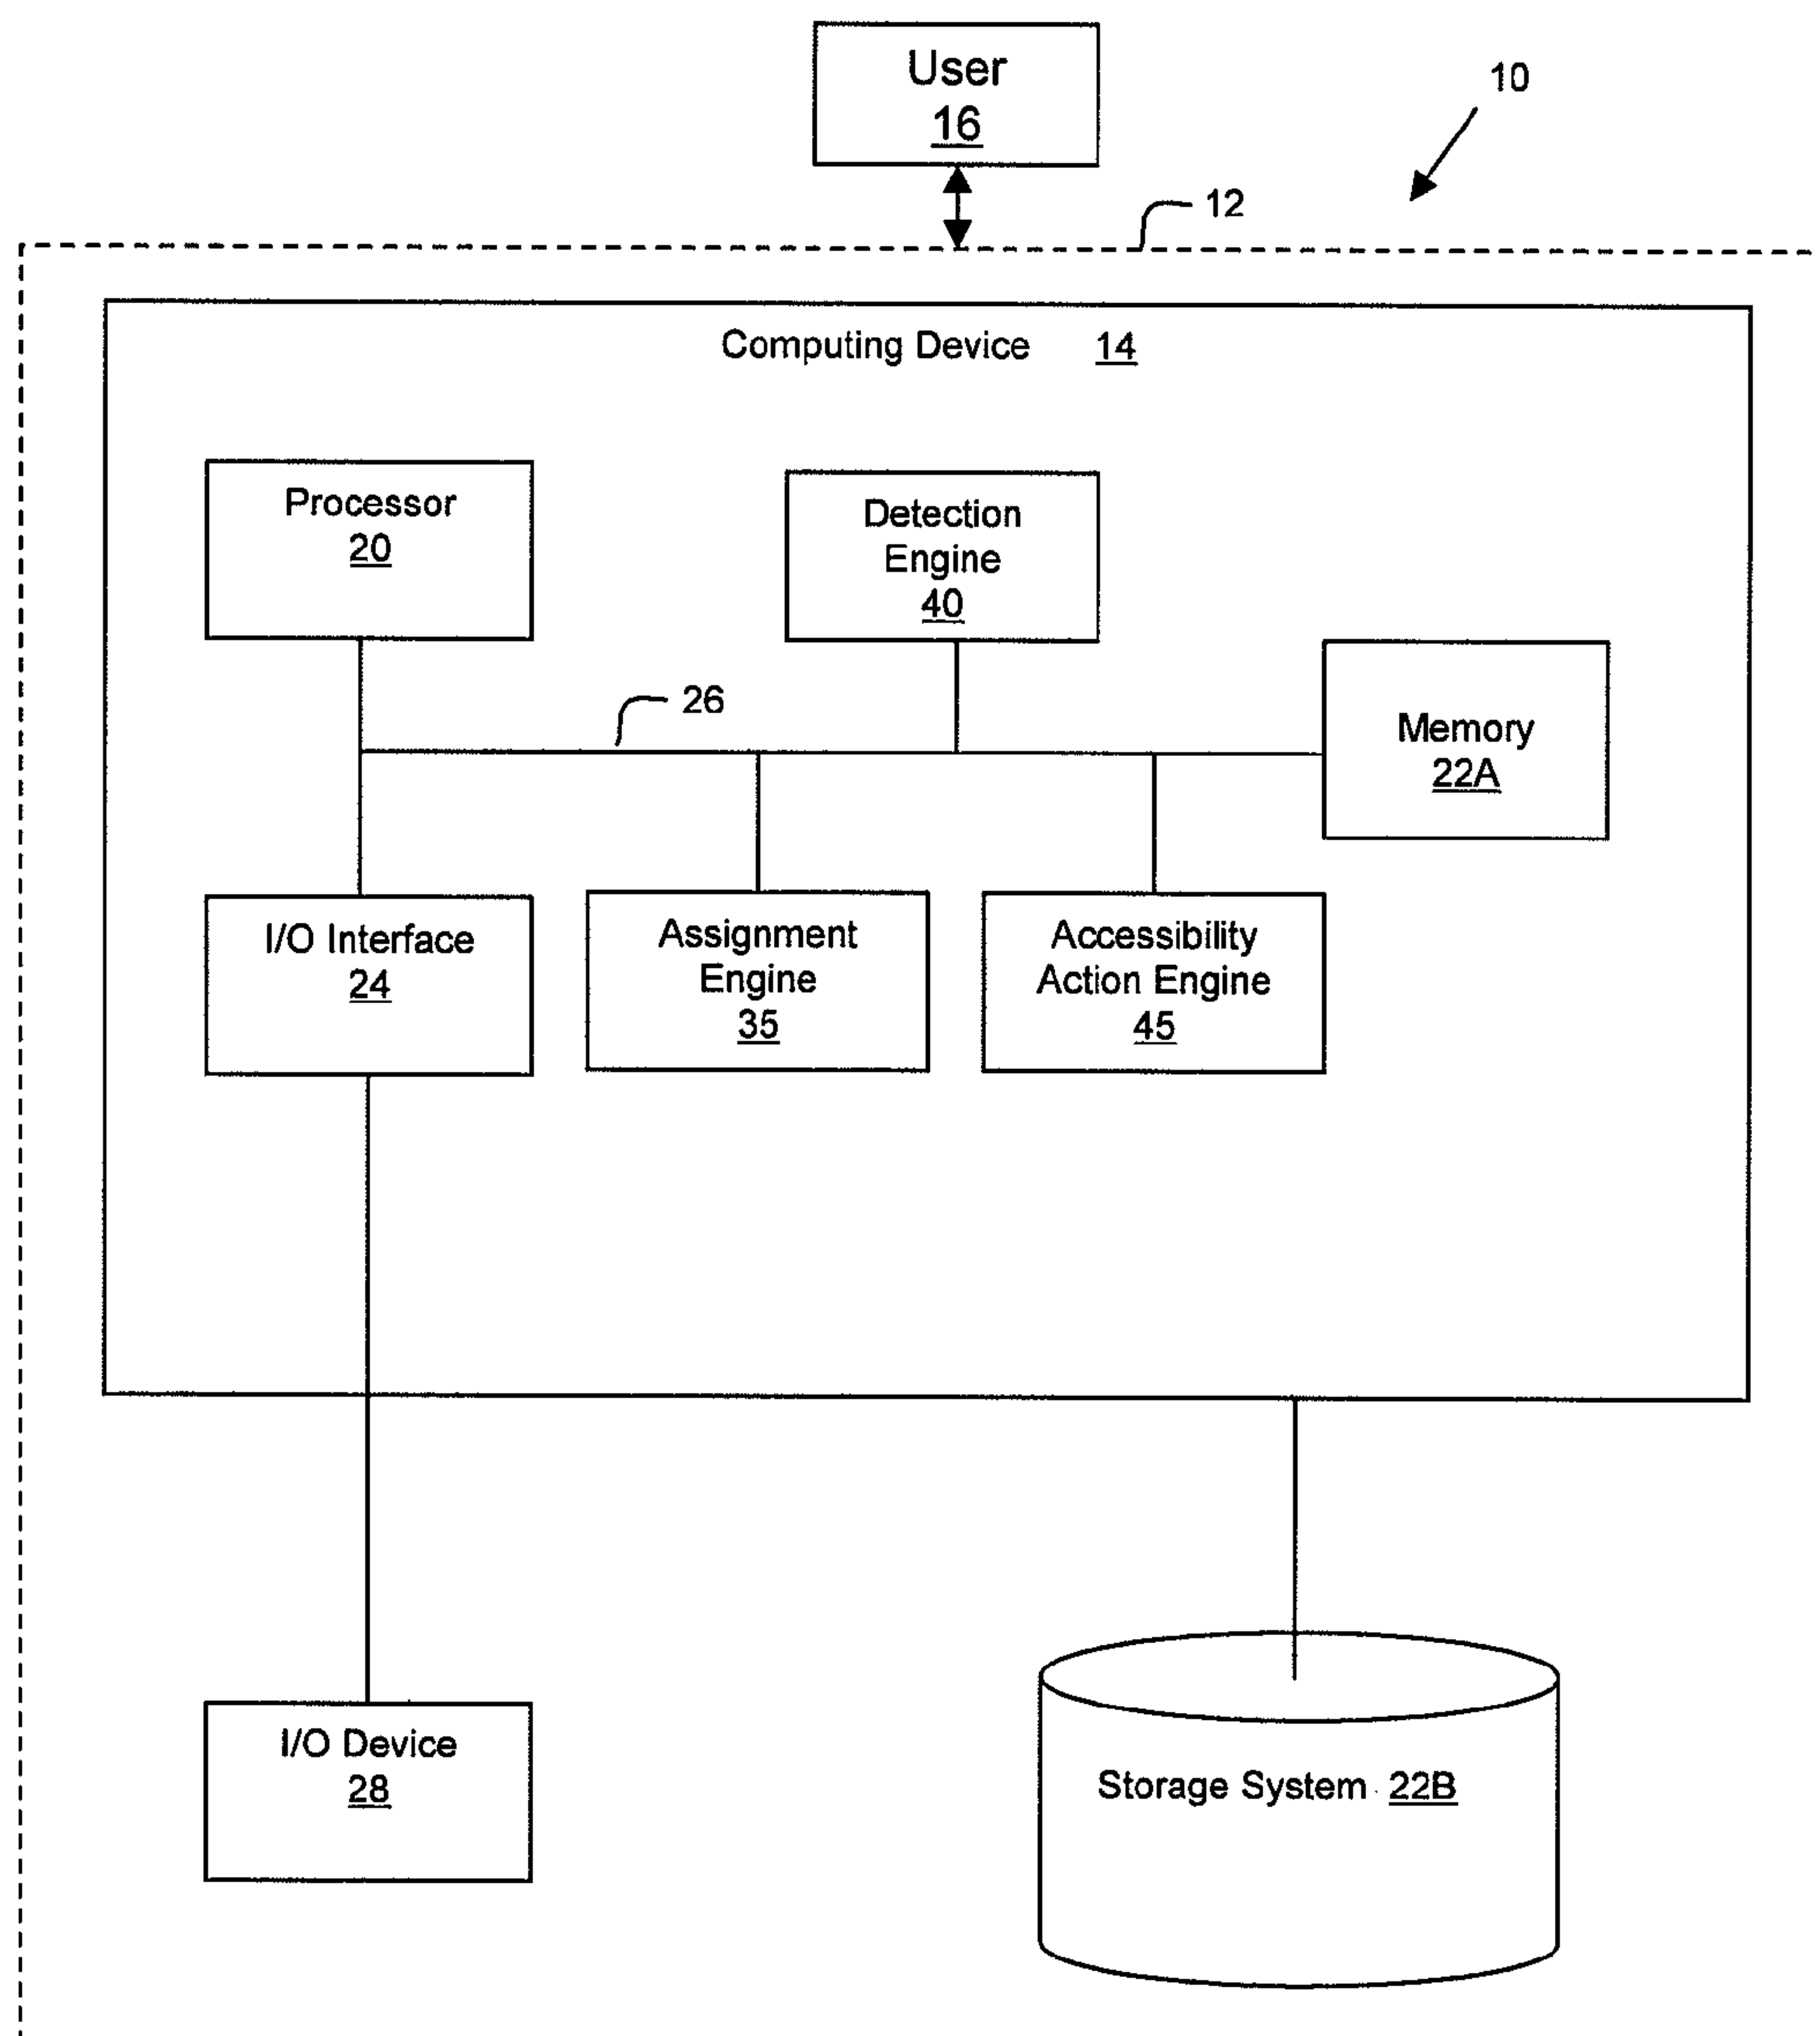 User
16
10
12
Computing Device 14
Processor
20
Detection
Engine
40
26
Memory
22A
I/O Interface
24
Assignment
Engine
35
Accessibility
Action Engine
45
I/O Device
28
Storage System 22B